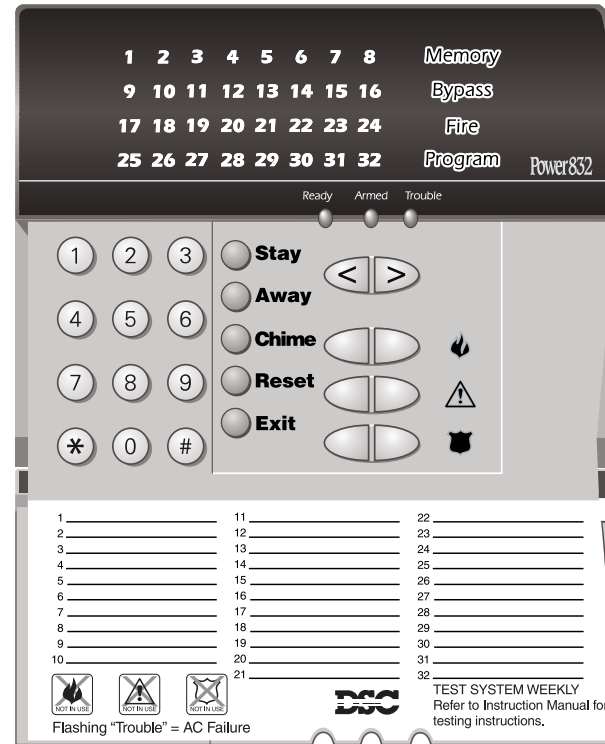 1 2 3 4 5 6 7 8 Memory
9 10 11 12 13 14 15 16 Bypass
17 18 19 20 21 22 23 24 Fire
25 26 27 28 29 30 31 32 Program
Power832
Ready Armed Trouble
1 2 3
4 5 6
7 8 9
* 0 #
Stay
Away
Chime
Reset
Exit
< >
1
2
3
4
5
6
7
8
9
10
11
12
13
14
15
16
17
18
19
20
21
22
23
24
25
26
27
28
29
30
31
32
NOT IN USE NOT IN USE NOT IN USE
Flashing "Trouble" = AC Failure
DSC
TEST SYSTEM WEEKLY
Refer to Instruction Manual for
testing instructions.